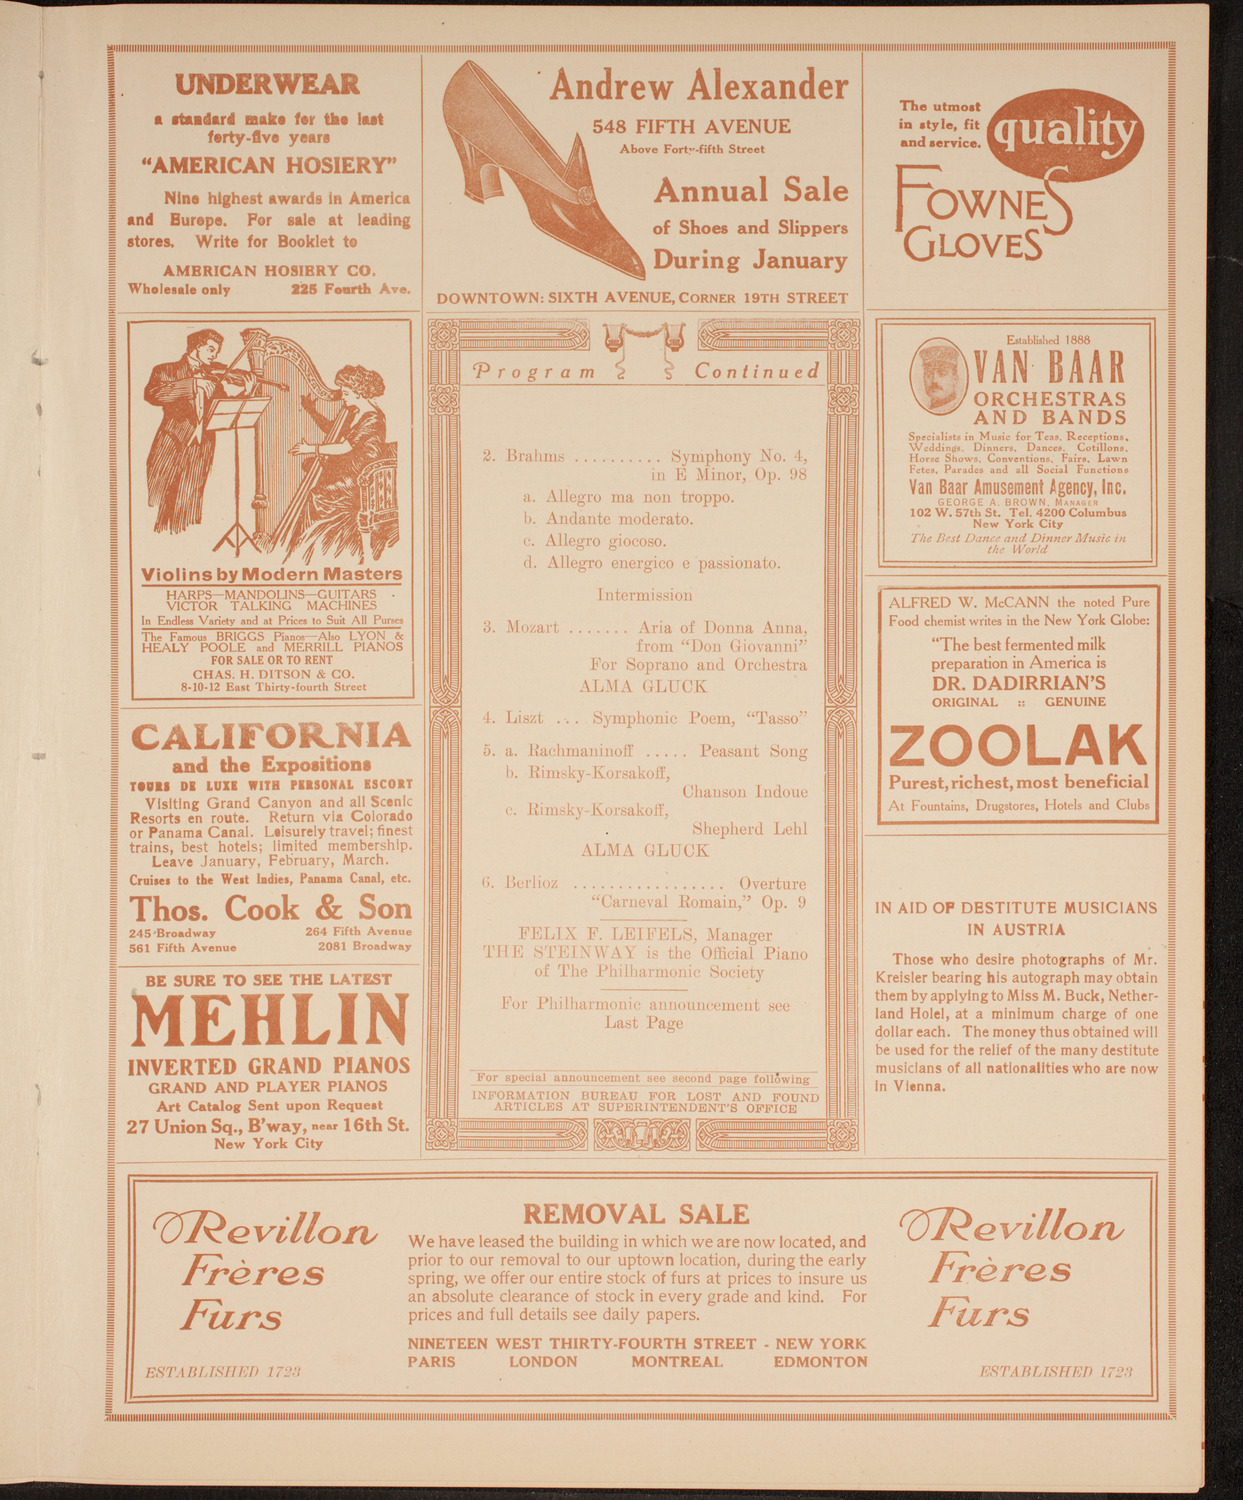 UNDERWEAR
a standard make for the last
forty-five years
"AMERICAN HOSIERY"
Nine highest awards in America
and Europe. For sale at leading
stores. Write for Booklet to
AMERICAN HOSIERY CO.
Wholesale only 225 Fourth Ave.
Andrew Alexander
548 FIFTH AVENUE
Above Forty-fifth Street
Annual Sale
of Shoes and Slippers
During January
DOWNTOWN: SIXTH AVENUE, CORNER 19TH STREET
The utmost
in style, fit
and service.
quality
FOWNES
GLOVES
Violins by Modern Masters
HARPS—MANDOLINS—GUITARS
VICTOR TALKING MACHINES
In Endless Variety and at Prices to Suit All Purses
The Famous BRIGGS Pianos—Also LYON &
HEALY POOLE and MERRILL PIANOS
FOR SALE OR TO RENT
CHAS. H. DITSON & CO.
8-10-12 East Thirty-fourth Street
CALIFORNIA
and the Expositions
TOURS DE LUXE WITH PERSONAL ESCORT
Visiting Grand Canyon and all Scenic
Resorts en route. Return via Colorado
or Panama Canal. Leisurely travel; finest
trains, best hotels; limited membership.
Leave January, February, March.
Cruises to the West Indies, Panama Canal, etc.
Thos. Cook & Son
245 Broadway 264 Fifth Avenue
561 Fifth Avenue 2081 Broadway
BE SURE TO SEE THE LATEST
MEHLIN
INVERTED GRAND PIANOS
GRAND AND PLAYER PIANOS
Art Catalog Sent upon Request
27 Union Sq., B'way, near 16th St.
New York City
Program Continued
2. Brahms .......... Symphony No. 4,
in E Minor, Op. 98
a. Allegro ma non troppo.
b. Andante moderato.
c. Allegro giocoso.
d. Allegro energico e passionato.
Intermission
3. Mozart ....... Aria of Donna Anna,
from "Don Giovanni"
For Soprano and Orchestra
ALMA GLUCK
4. Liszt ... Symphonic Poem, "Tasso"
5. a. Rachmaninoff ..... Peasant Song
b. Rimsky-Korsakoff,
Chanson Indoue
c. Rimsky-Korsakoff,
Shepherd Lehl
ALMA GLUCK
6. Berlioz ................. Overture
"Carneval Romain," Op. 9
FELIX F. LEIFELS, Manager
THE STEINWAY is the Official Piano
of The Philharmonic Society
For Philharmonic announcement see
Last Page
For special announcement see second page following
INFORMATION BUREAU FOR LOST AND FOUND
ARTICLES AT SUPERINTENDENT'S OFFICE
Established 1888
VAN BAAR
ORCHESTRAS
AND BANDS
Specialists in Music for Teas, Receptions,
Weddings, Dinners, Dances, Cotillons,
Horse Shows, Conventions, Fairs, Lawn
Fetes, Parades and all Social Functions
Van Baar Amusement Agency, Inc.
GEORGE A. BROWN, MANAGER
102 W. 57th St. Tel. 4200 Columbus
New York City
The Best Dance and Dinner Music in
the World
ALFRED W. McCANN the noted Pure
Food chemist writes in the New York Globe:
"The best fermented milk
preparation in America is
DR. DADIRRIAN'S
ORIGINAL :: GENUINE
ZOOLAK
Purest, richest, most beneficial
At Fountains, Drugstores, Hotels and Clubs
IN AID OF DESTITUTE MUSICIANS
IN AUSTRIA
Those who desire photographs of Mr.
Kreisler bearing his autograph may obtain
them by applying to Miss M. Buck, Nether-
land Holel, at a minimum charge of one
dollar each. The money thus obtained will
be used for the relief of the many destitute
musicians of all nationalities who are now
in Vienna.
Revillon
Frères
Furs
ESTABLISHED 1723
REMOVAL SALE
We have leased the building in which we are now located, and
prior to our removal to our uptown location, during the early
spring, we offer our entire stock of furs at prices to insure us
an absolute clearance of stock in every grade and kind. For
prices and full details see daily papers.
NINETEEN WEST THIRTY-FOURTH STREET - NEW YORK
PARIS LONDON MONTREAL EDMONTON
Revillon
Frères
Furs
ESTABLISHED 1723